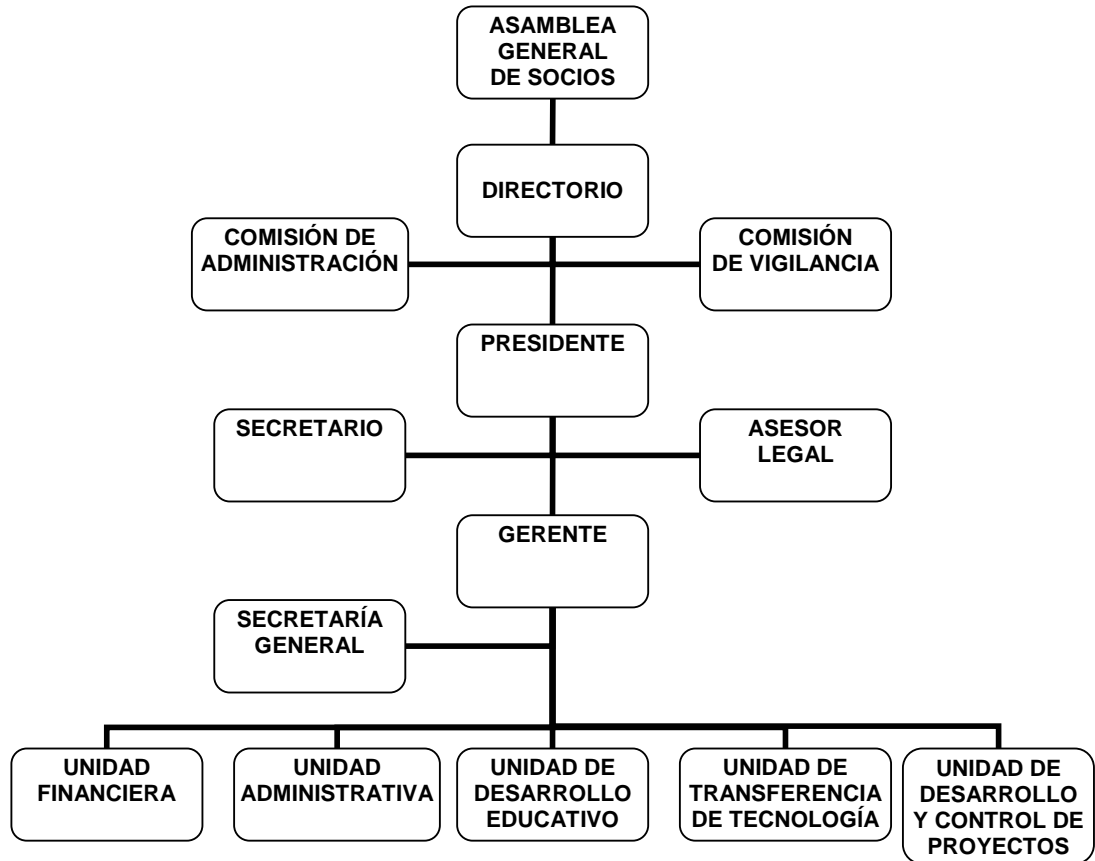 ASAMBLEA
GENERAL
DE SOCIOS
DIRECTORIO
COMISIÓN DE
ADMINISTRACIÓN
COMISIÓN
DE VIGILANCIA
PRESIDENTE
SECRETARIO
ASESOR
LEGAL
GERENTE
SECRETARÍA
GENERAL
UNIDAD
FINANCIERA
UNIDAD
ADMINISTRATIVA
UNIDAD DE
DESARROLLO
EDUCATIVO
UNIDAD DE
TRANSFERENCIA
DE TECNOLOGÍA
UNIDAD DE
DESARROLLO
Y CONTROL DE
PROYECTOS